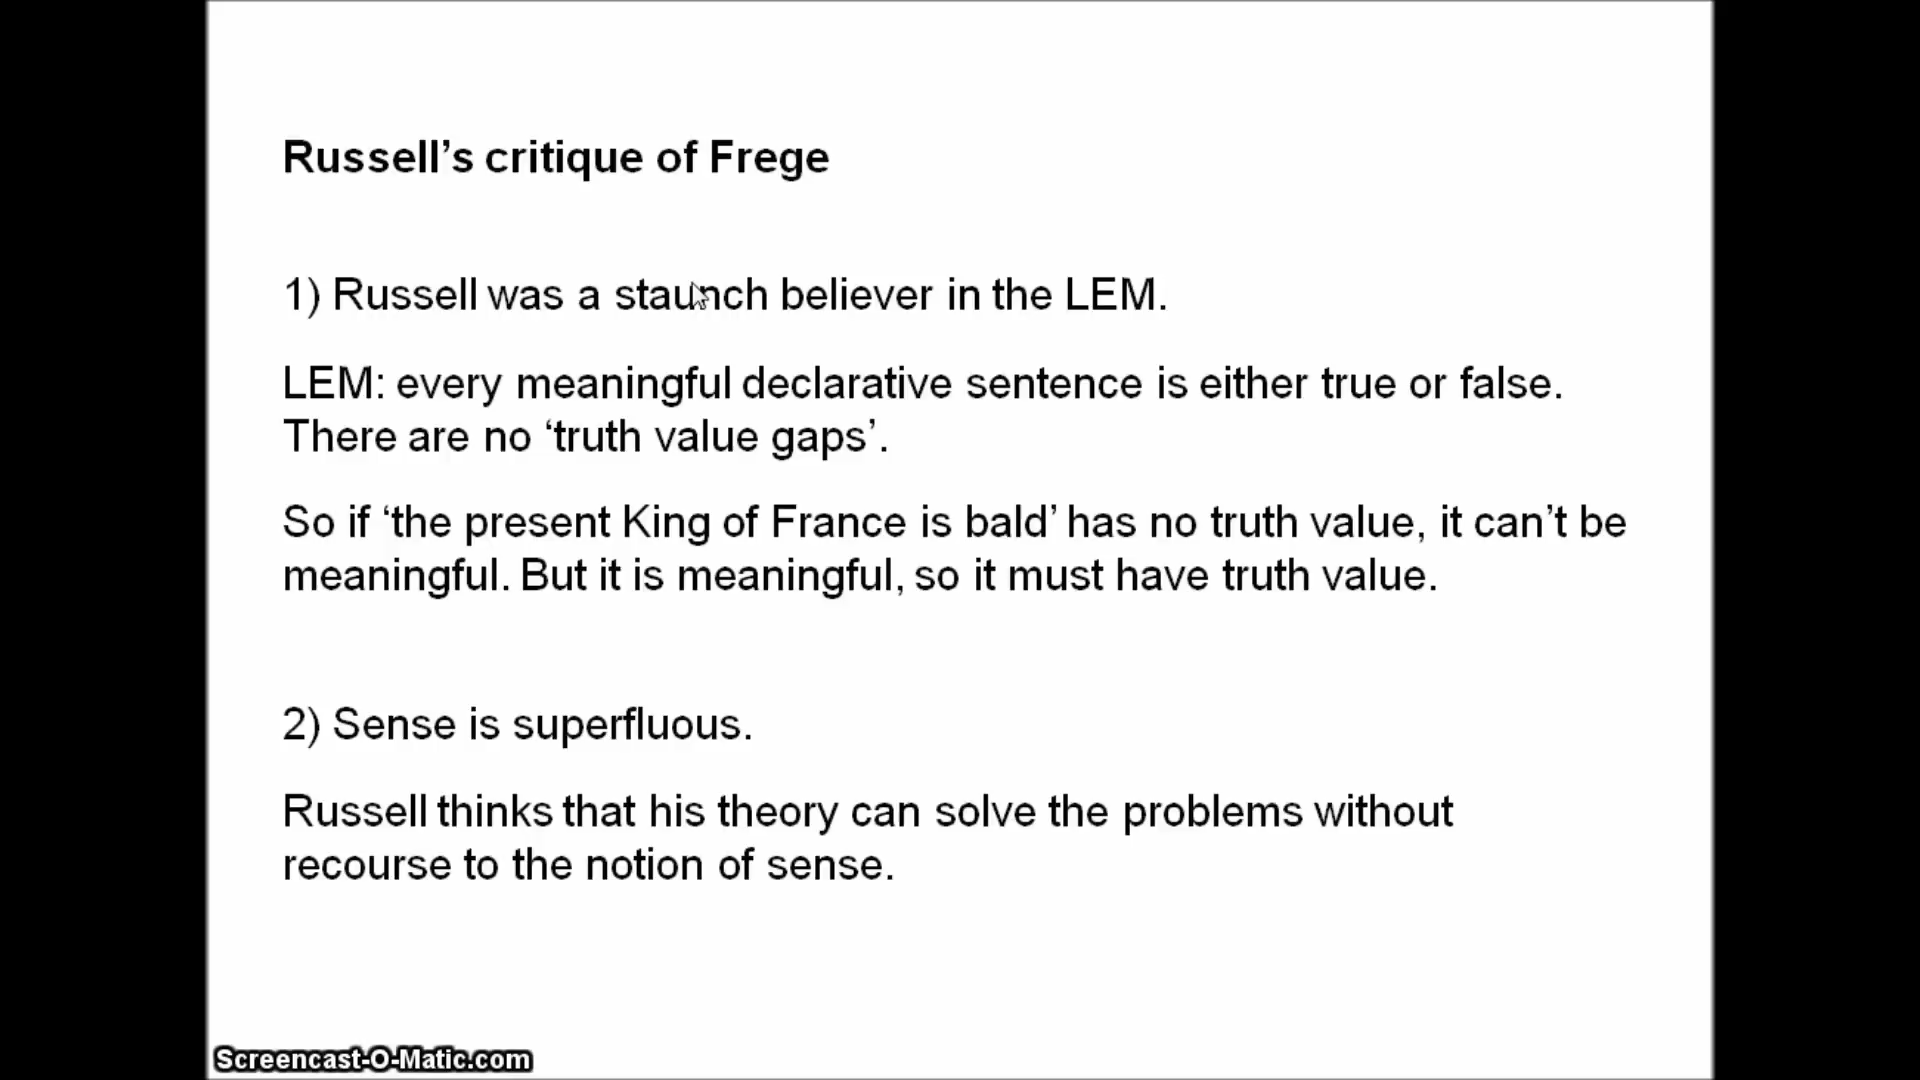 Russell’s critique of Frege
1) Russell was a staunch believer in the LEM.
LEM: every meaningful declarative sentence is either true or false.
There are no ‘truth value gaps’.
So if ‘the present King of France is bald’ has no truth value, it can’t be
meaningful. But it is meaningful, so it must have truth value.
2) Sense is superfluous.
Russell thinks that his theory can solve the problems without
recourse to the notion of sense.
Screencast-O-Matic.com